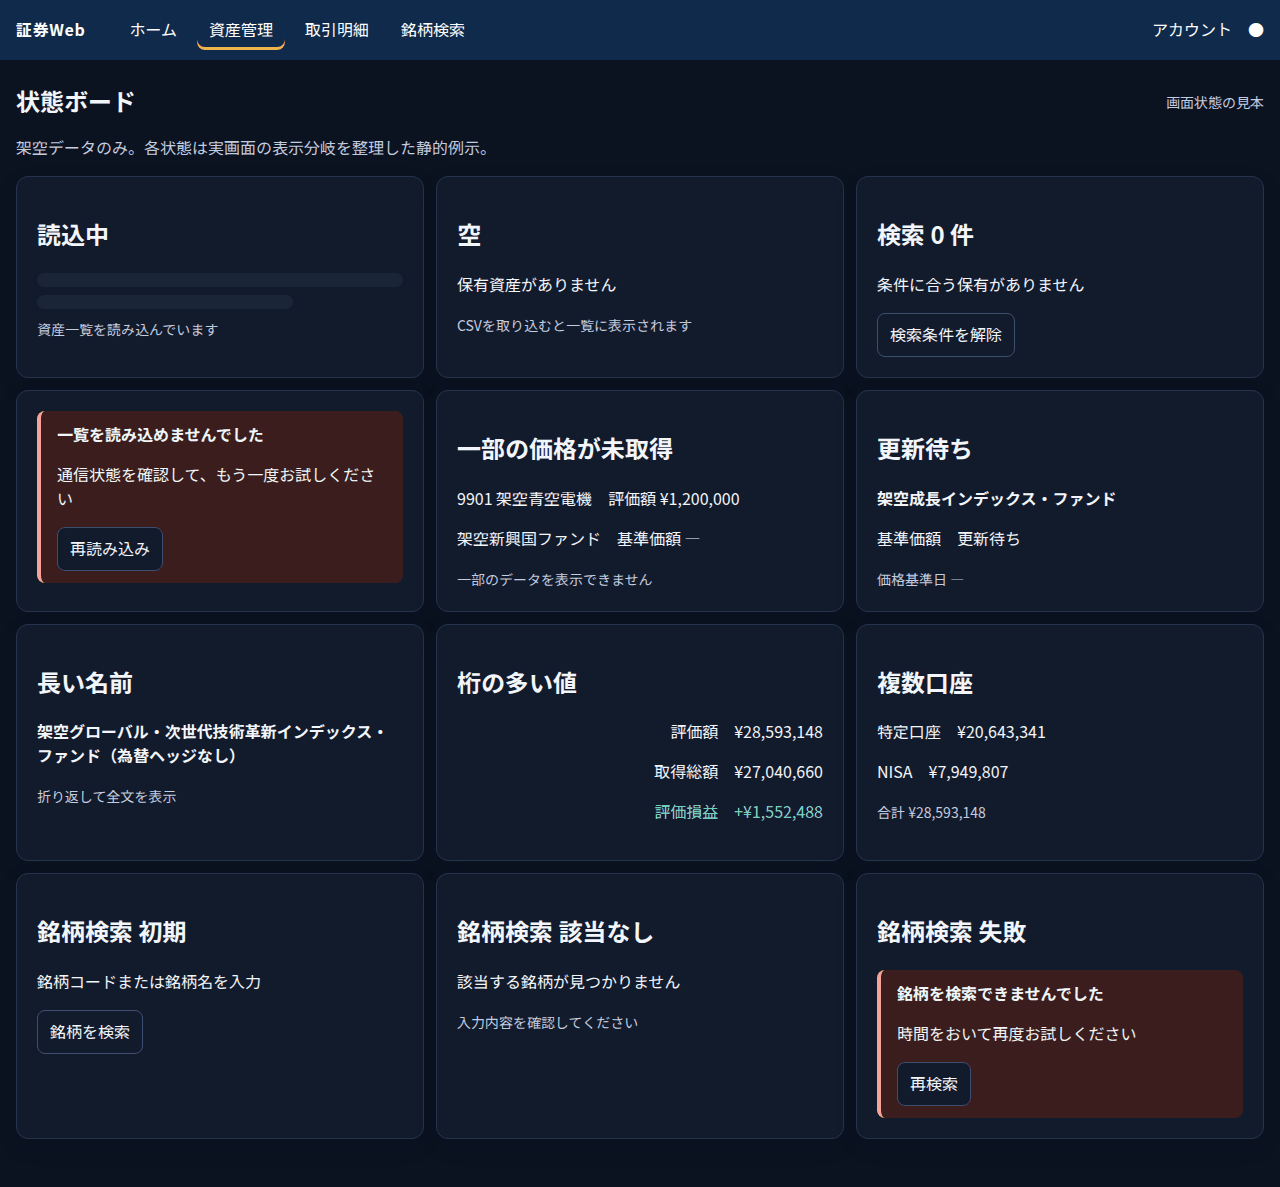 証券Web ホーム 資産管理 取引明細 銘柄検索 アカウント
状態ボード 画面状態の見本
架空データのみ。各状態は実画面の表示分岐を整理した静的例示。
読込中
資産一覧を読み込んでいます
空
保有資産がありません
CSVを取り込むと一覧に表示されます
検索 0 件
条件に合う保有がありません
検索条件を解除
一覧を読み込めませんでした
通信状態を確認して、もう一度お試しくださ
い
再読み込み
一部の価格が未取得
9901 架空青空電機 評価額 ¥1,200,000
架空新興国ファンド 基準価額 —
一部のデータを表示できません
更新待ち
架空成長インデックス・ファンド
基準価額 更新待ち
価格基準日 —
長い名前
架空グローバル・次世代技術革新インデックス・
ファンド（為替ヘッジなし）
折り返して全文を表示
桁の多い値
評価額 ¥28,593,148
取得総額 ¥27,040,660
評価損益 +¥1,552,488
複数口座
特定口座 ¥20,643,341
NISA ¥7,949,807
合計 ¥28,593,148
銘柄検索 初期
銘柄コードまたは銘柄名を入力
銘柄を検索
銘柄検索 該当なし
該当する銘柄が見つかりません
入力内容を確認してください
銘柄検索 失敗
銘柄を検索できませんでした
時間をおいて再度お試しください
再検索